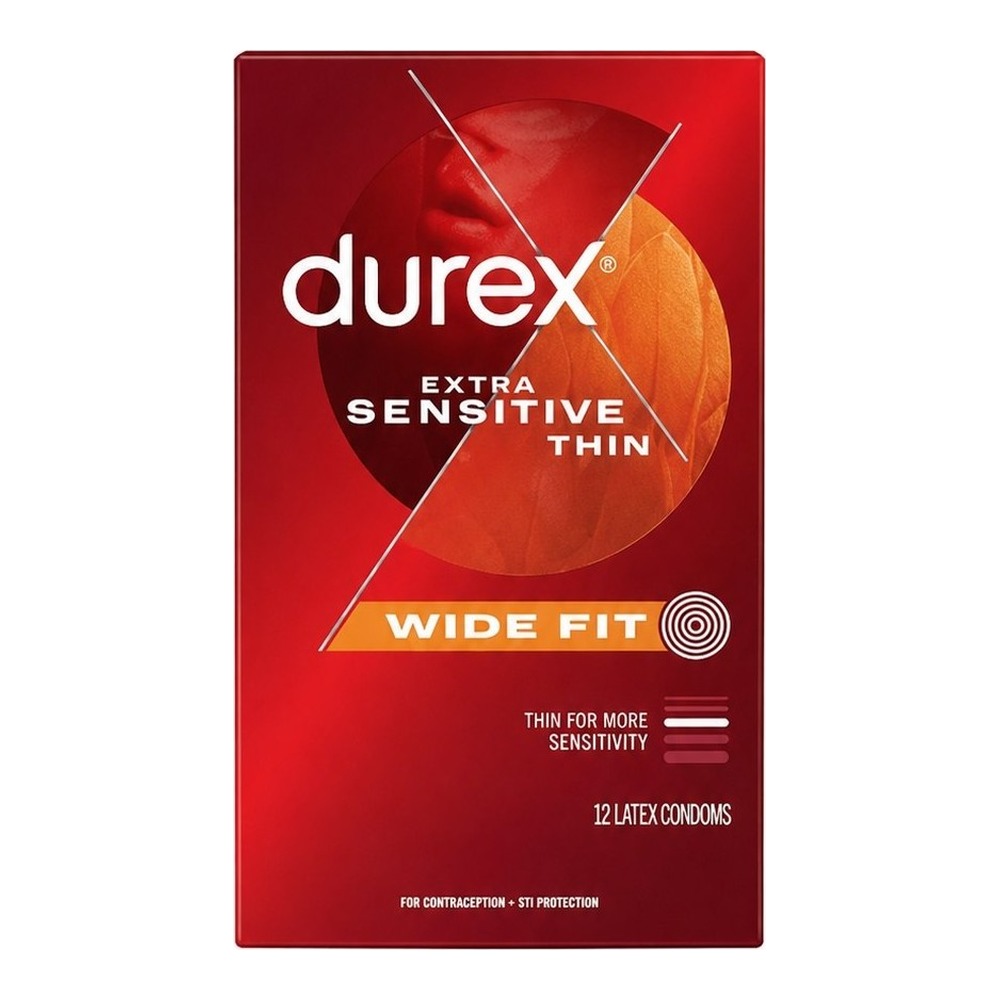 durex®
EXTRA
SENSITIVE
THIN
WIDE FIT
THIN FOR MORE
SENSITIVITY
12 LATEX CONDOMS
FOR CONTRACEPTION + STI PROTECTION